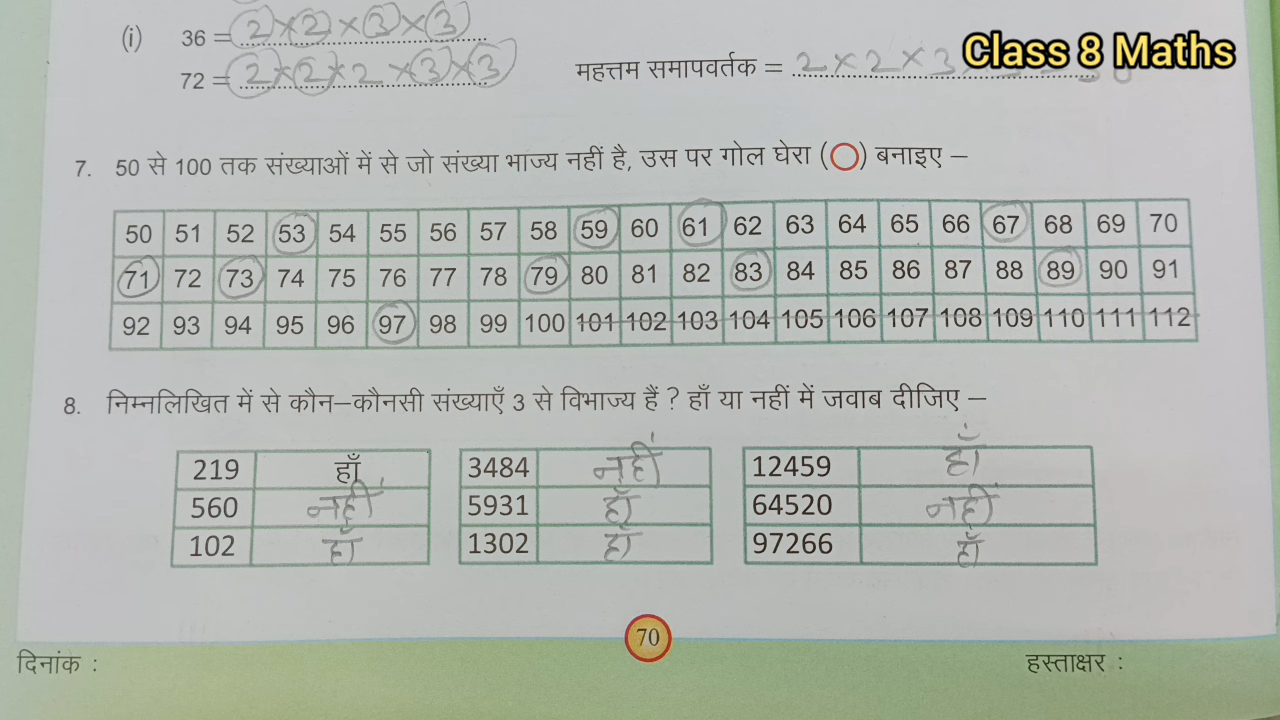 Class 8 Maths
(i) 36 = 2 × 2 × 3 × 3
72 = 2 × 2 × 2 × 3 × 3 महत्तम समापवर्तक = 2 × 2 × 3
7. 50 से 100 तक संख्याओं में से जो संख्या भाज्य नहीं है, उस पर गोल घेरा (◯) बनाइए –
50 51 52 53 54 55 56 57 58 59 60 61 62 63 64 65 66 67 68 69 70
71 72 73 74 75 76 77 78 79 80 81 82 83 84 85 86 87 88 89 90 91
92 93 94 95 96 97 98 99 100 101 102 103 104 105 106 107 108 109 110 111 112
8. निम्नलिखित में से कौन–कौनसी संख्याएँ 3 से विभाज्य हैं ? हाँ या नहीं में जवाब दीजिए –
219 हाँ 3484 नहीं 12459 हाँ
560 नहीं 5931 हाँ 64520 नहीं
102 हाँ 1302 हाँ 97266 हाँ
70
दिनांक : हस्ताक्षर :